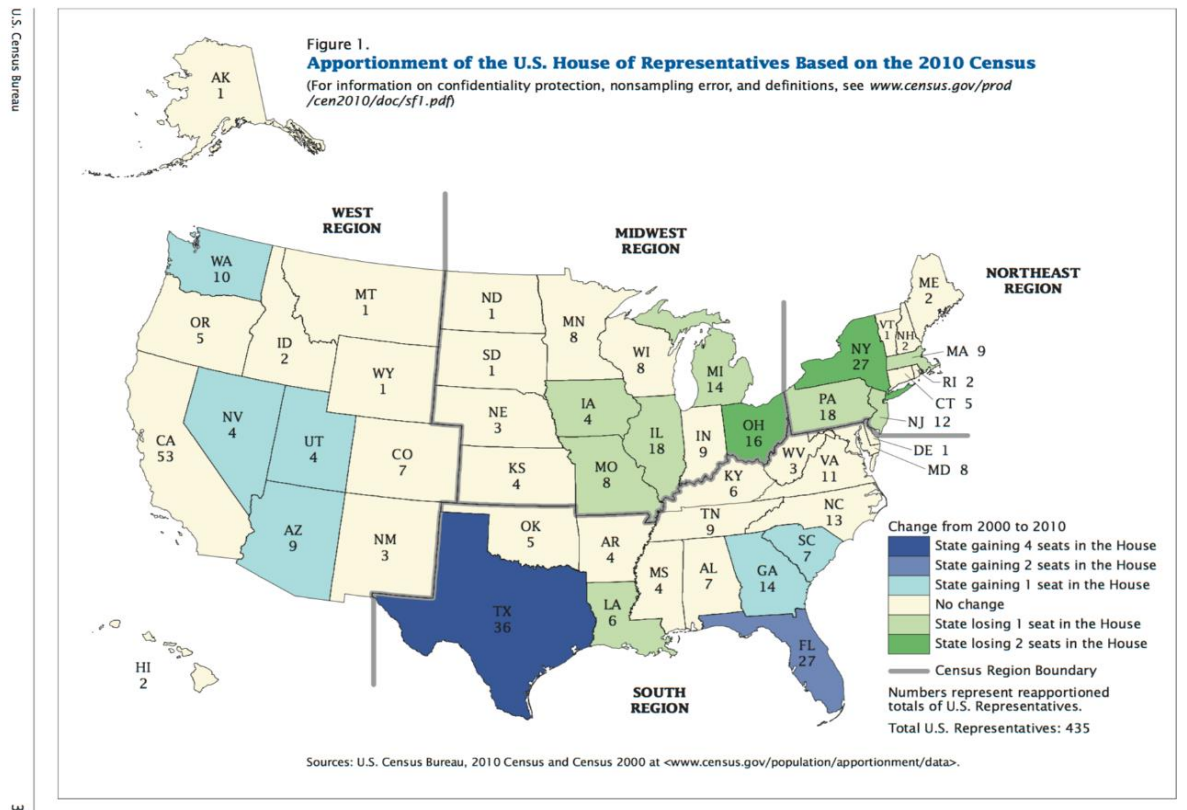 U.S. Census Bureau
Figure 1.
Apportionment of the U.S. House of Representatives Based on the 2010 Census
(For information on confidentiality protection, nonsampling error, and definitions, see www.census.gov/prod
/cen2010/doc/sf1.pdf)
AK
1
WEST
REGION
MIDWEST
REGION
NORTHEAST
REGION
WA
10
MT
1
ND
1
MN
8
ME
2
VT
1
NH
2
OR
5
ID
2
SD
1
WI
8
MI
14
NY
27
MA 9
RI 2
CT 5
WY
1
IA
4
PA
18
NJ 12
NV
4
UT
4
NE
3
IL
18
IN
9
OH
16
DE 1
MD 8
CA
53
CO
7
KS
4
MO
8
WV
3
VA
11
KY
6
AZ
9
NM
3
OK
5
AR
4
TN
9
NC
13
SC
7
MS
4
AL
7
GA
14
TX
36
LA
6
FL
27
HI
2
SOUTH
REGION
Change from 2000 to 2010
State gaining 4 seats in the House
State gaining 2 seats in the House
State gaining 1 seat in the House
No change
State losing 1 seat in the House
State losing 2 seats in the House
Census Region Boundary
Numbers represent reapportioned
totals of U.S. Representatives.
Total U.S. Representatives: 435
Sources: U.S. Census Bureau, 2010 Census and Census 2000 at <www.census.gov/population/apportionment/data>.
3